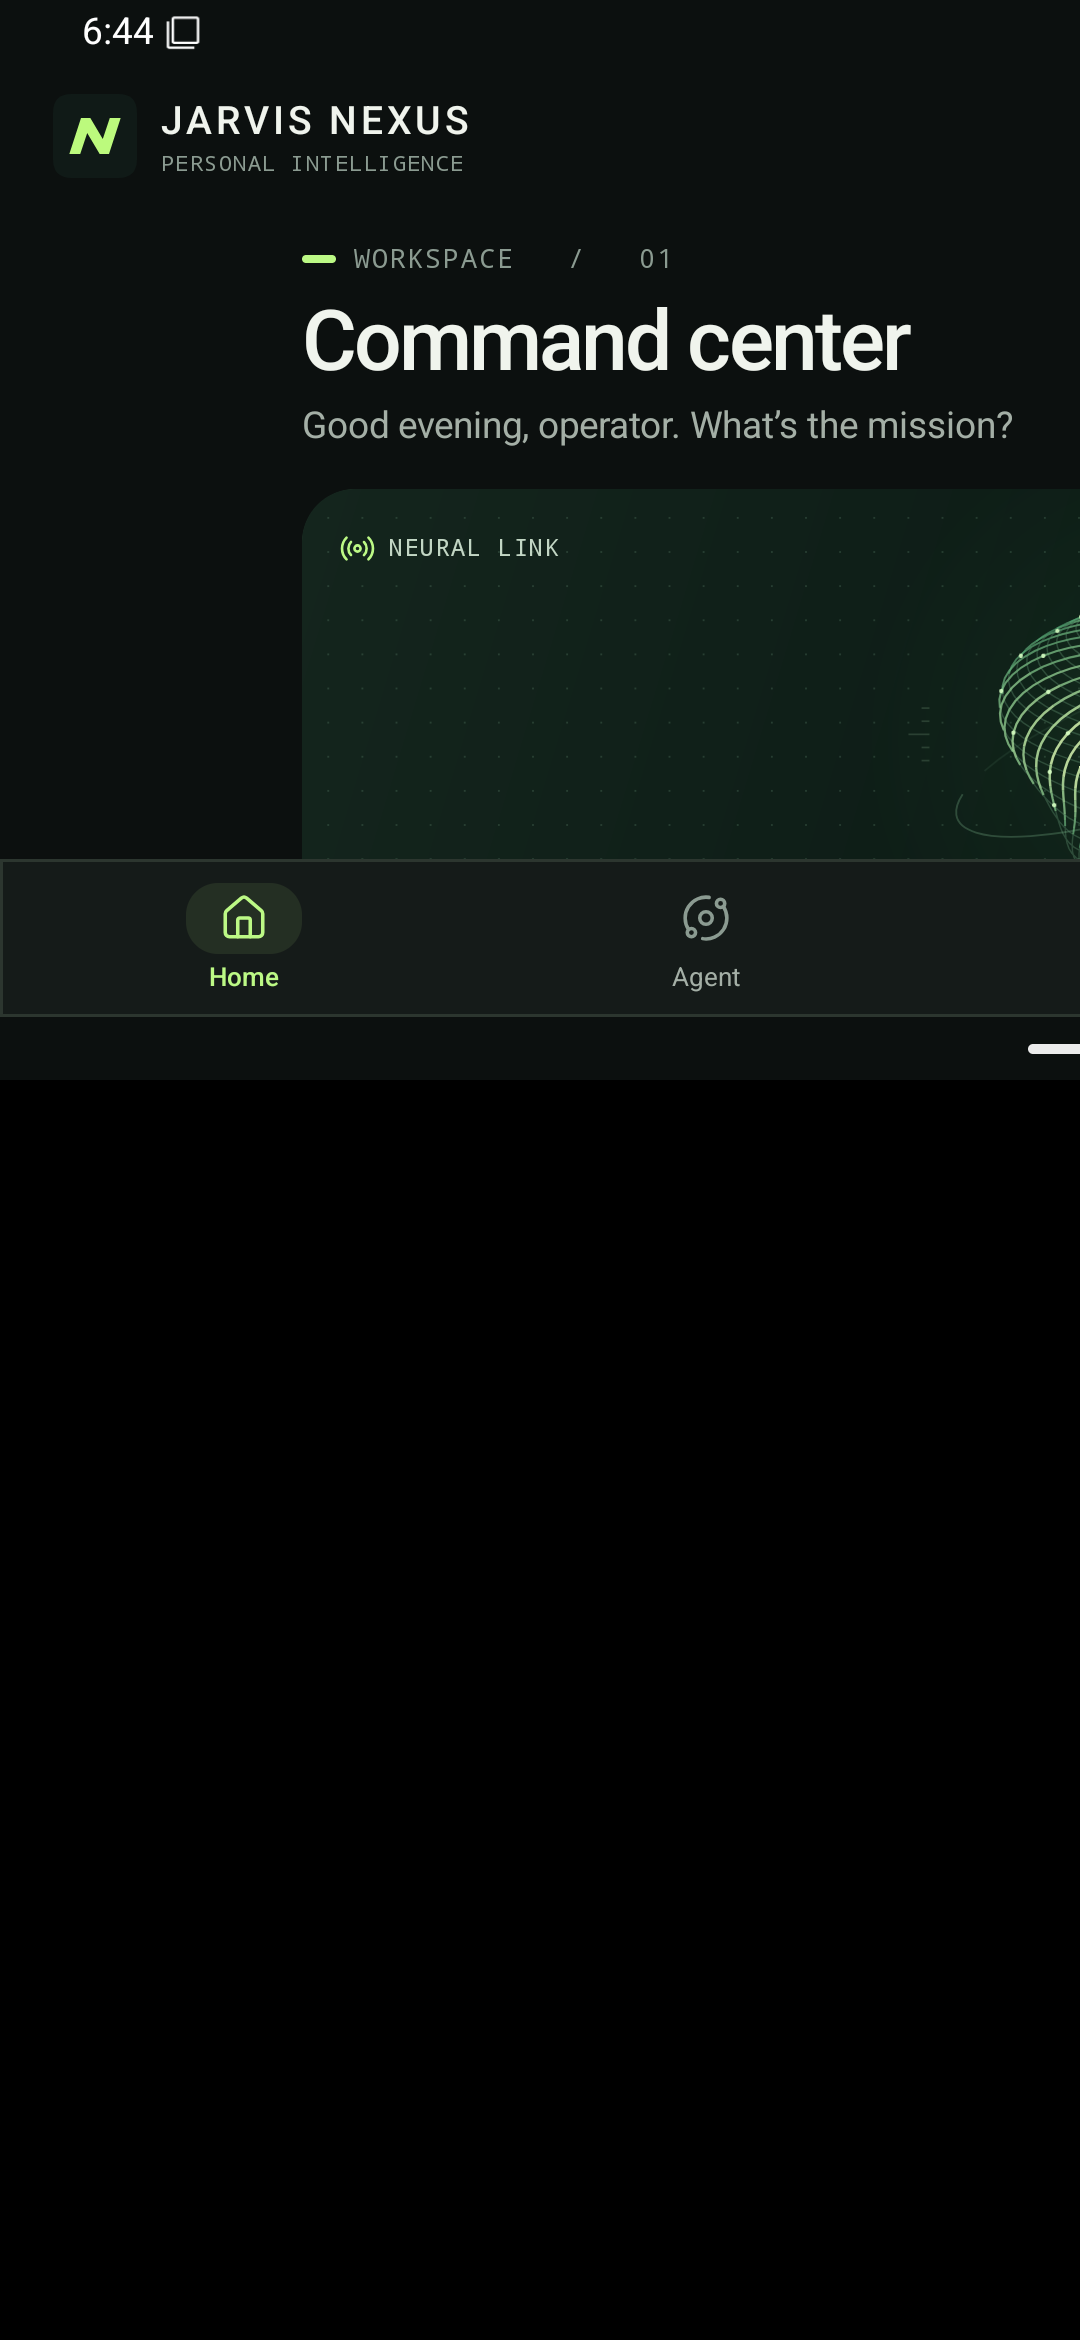 6:44
JARVIS NEXUS
PERSONAL INTELLIGENCE
WORKSPACE / 01
Command center
Good evening, operator. What’s the mission?
NEURAL LINK
Home
Agent